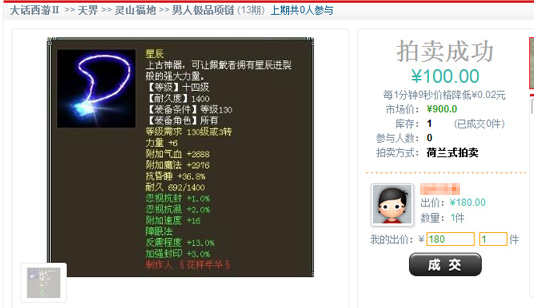 大话西游Ⅱ >> 天界 >> 灵山福地 >> 男人极品项链 (13期) 上期共0人参与
星辰
上古神器，可让佩戴者拥有星辰迸裂
般的强大力量。
【等级】十四级
【耐久度】1400
【装备条件】等级130
【装备角色】所有
等级需求 130级或3转
力量 +6
附加气血 +2688
附加魔法 +2976
抗昏睡 +36.8%
耐久 692/1400
忽视抗封 +1.0%
忽视抗混 +2.0%
附加速度 +16
障眼法
反震程度 +13.0%
加强封印 +3.0%
制作人 §花样年华§
拍卖成功
¥100.00
每1分钟9秒价格降低¥0.02元
市场价： ¥900.0
库存： 1 (已成交0件)
参与人数： 0
拍卖方式： 荷兰式拍卖
出价：¥180.00
数量：1件
我的出价：¥ 180 1 件
成 交